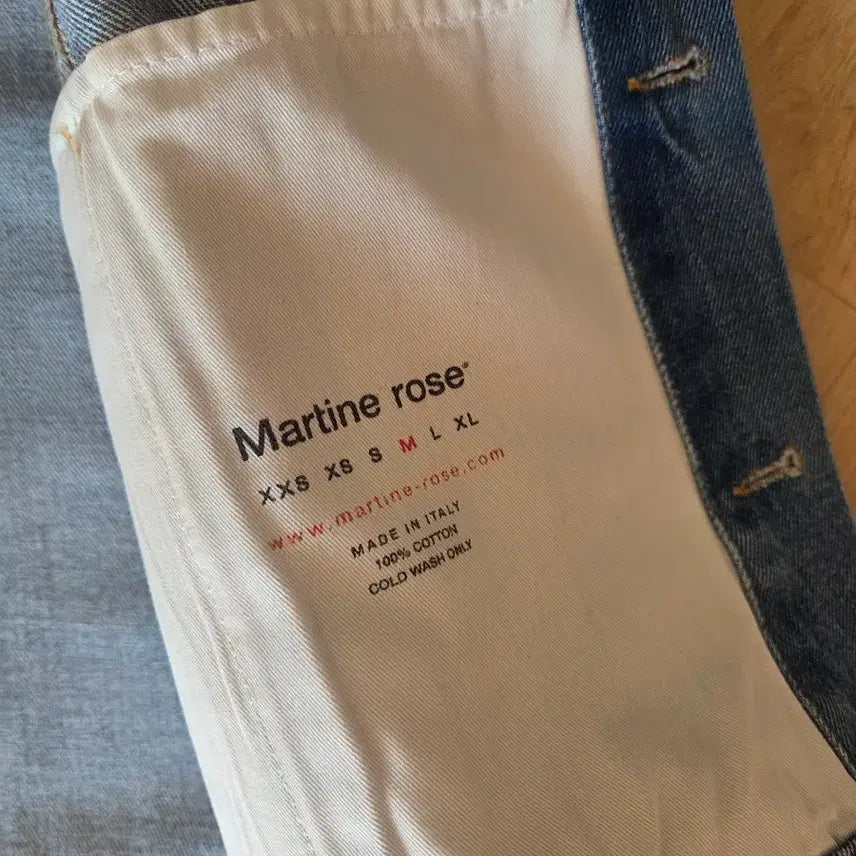 Martine rose®
XXS XS S M L XL
www.martine-rose.com
MADE IN ITALY
100% COTTON
COLD WASH ONLY